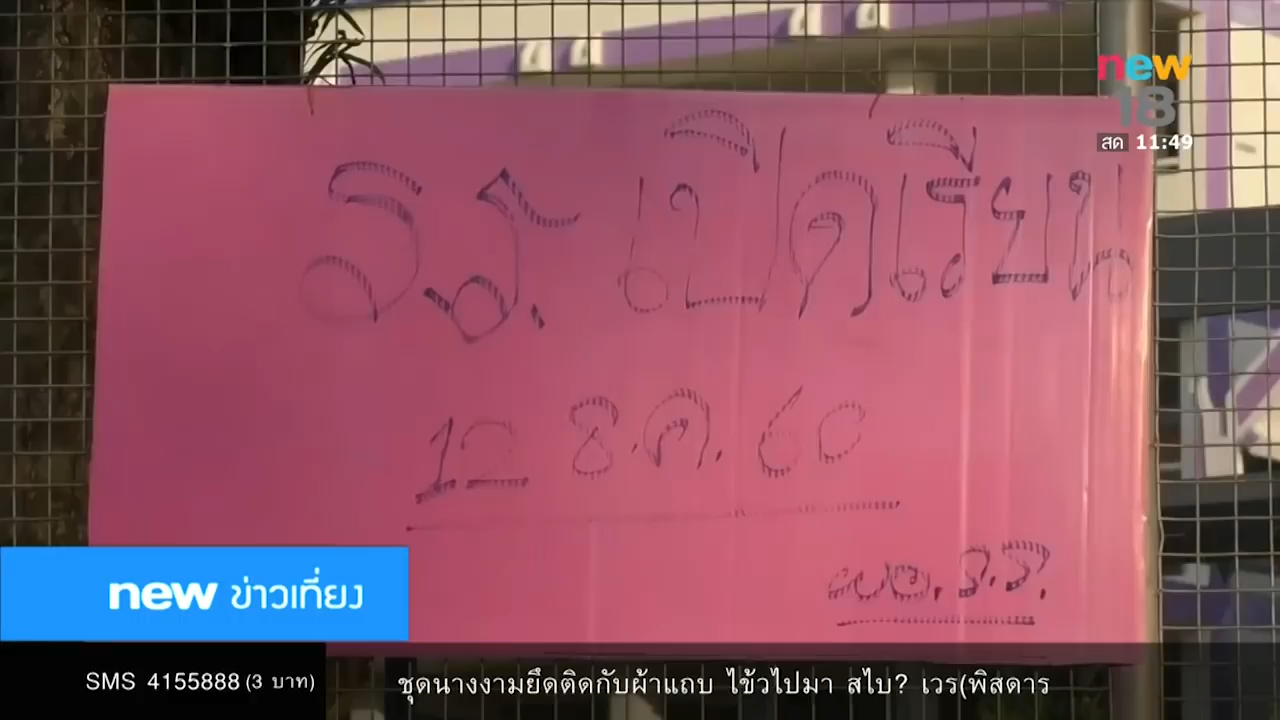 new
18
สด 11:49
ร.ร. เปิดเรียน
12 ธ.ค. 60
ผอ.ร.ร.
new ข่าวเที่ยง
SMS 4155888 (3 บาท)
ชุดนางงามยึดติดกับผ้าแถบ ไข้วไปมา สไบ? เวร(พิสดาร